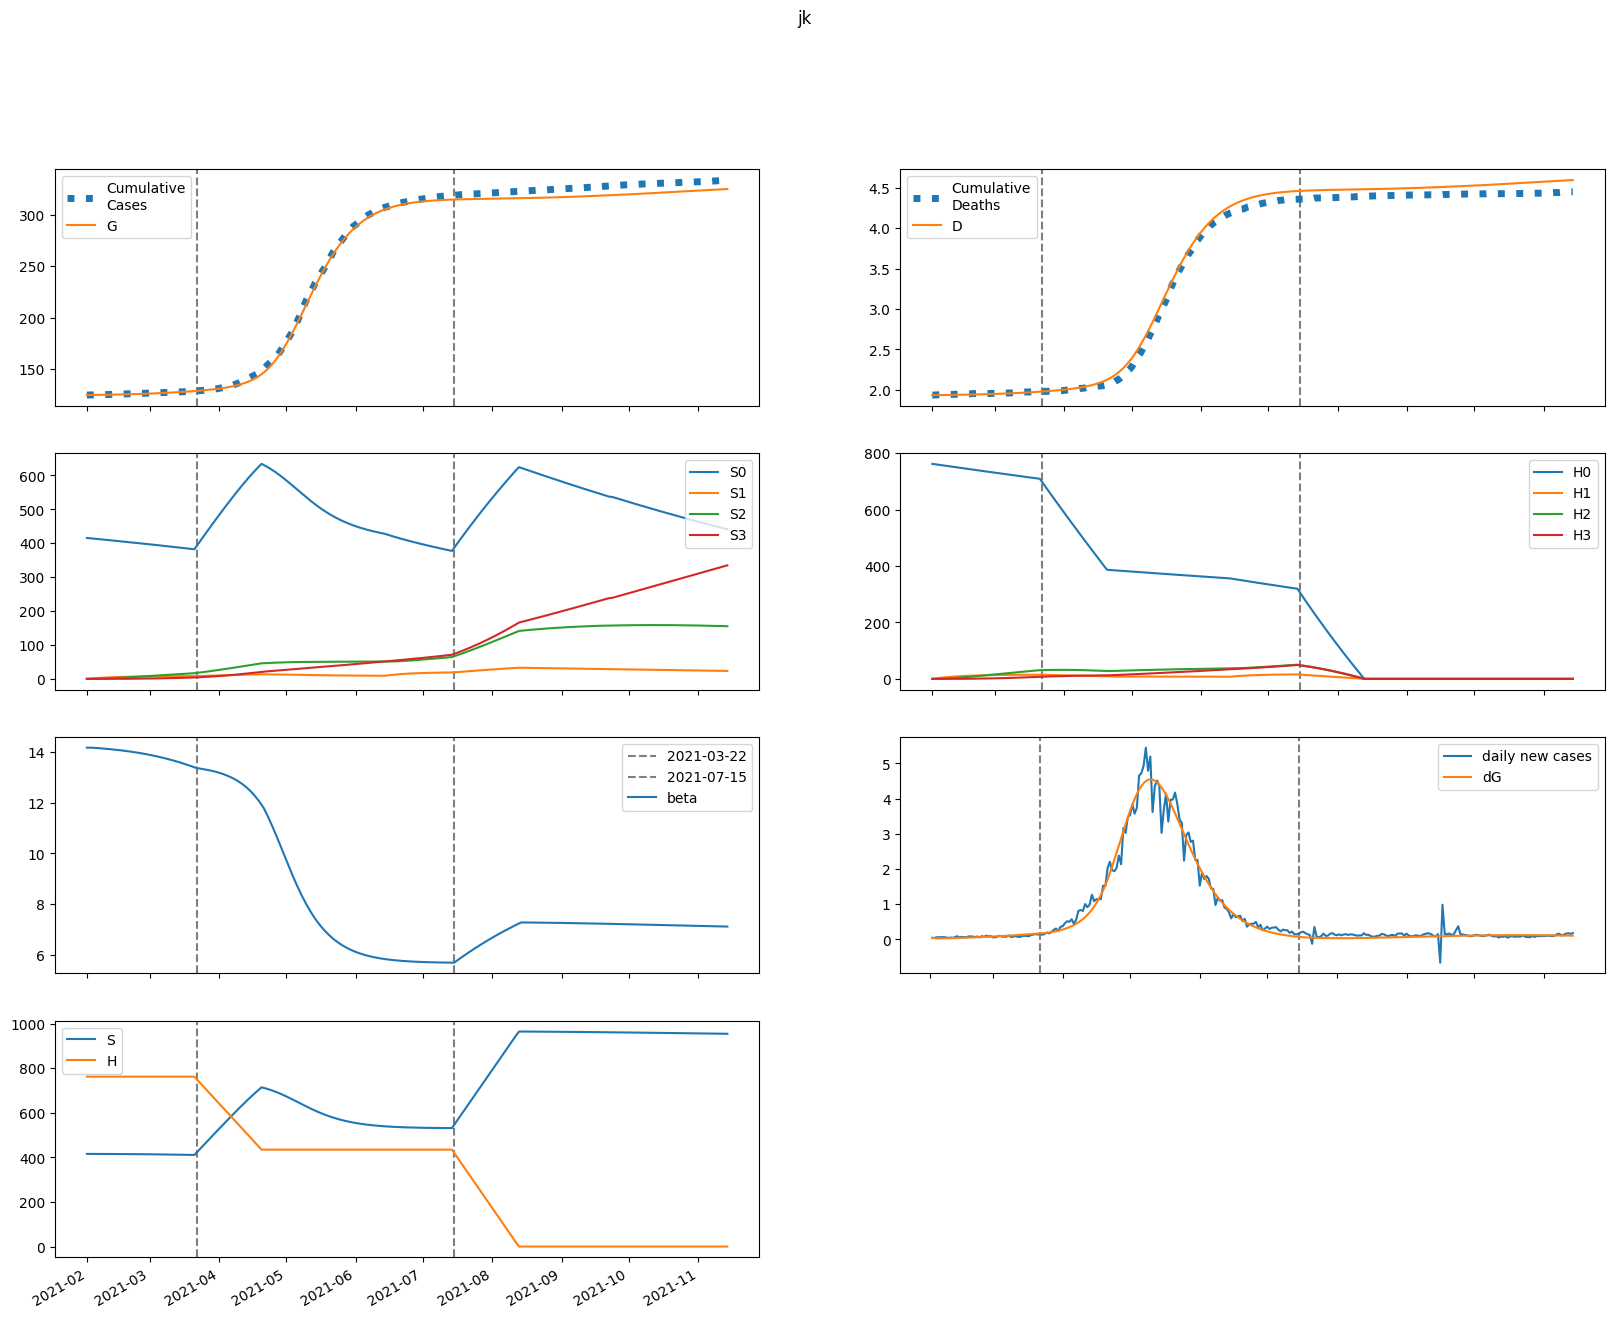 jk
Cumulative
Cases
G
300
250
200
150
Cumulative
Deaths
D
4.5
4.0
3.5
3.0
2.5
2.0
S0
S1
S2
S3
600
500
400
300
200
100
0
H0
H1
H2
H3
800
600
400
200
0
2021-03-22
2021-07-15
beta
14
12
10
8
6
daily new cases
dG
5
4
3
2
1
0
S
H
1000
800
600
400
200
0
2021-02
2021-03
2021-04
2021-05
2021-06
2021-07
2021-08
2021-09
2021-10
2021-11